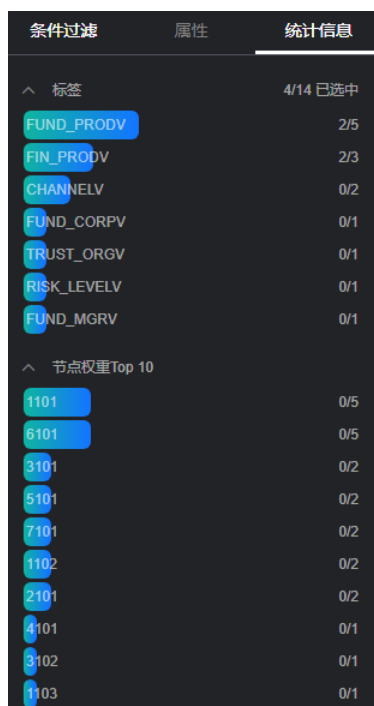 条件过滤 属性 统计信息
标签 4/14 已选中
FUND_PRODV 2/5
FIN_PRODV 2/3
CHANNELV 0/2
FUND_CORPV 0/1
TRUST_ORGV 0/1
RISK_LEVELV 0/1
FUND_MGRV 0/1
节点权重Top 10
1101 0/5
6101 0/5
3101 0/2
5101 0/2
7101 0/2
1102 0/2
2101 0/2
4101 0/1
3102 0/1
1103 0/1